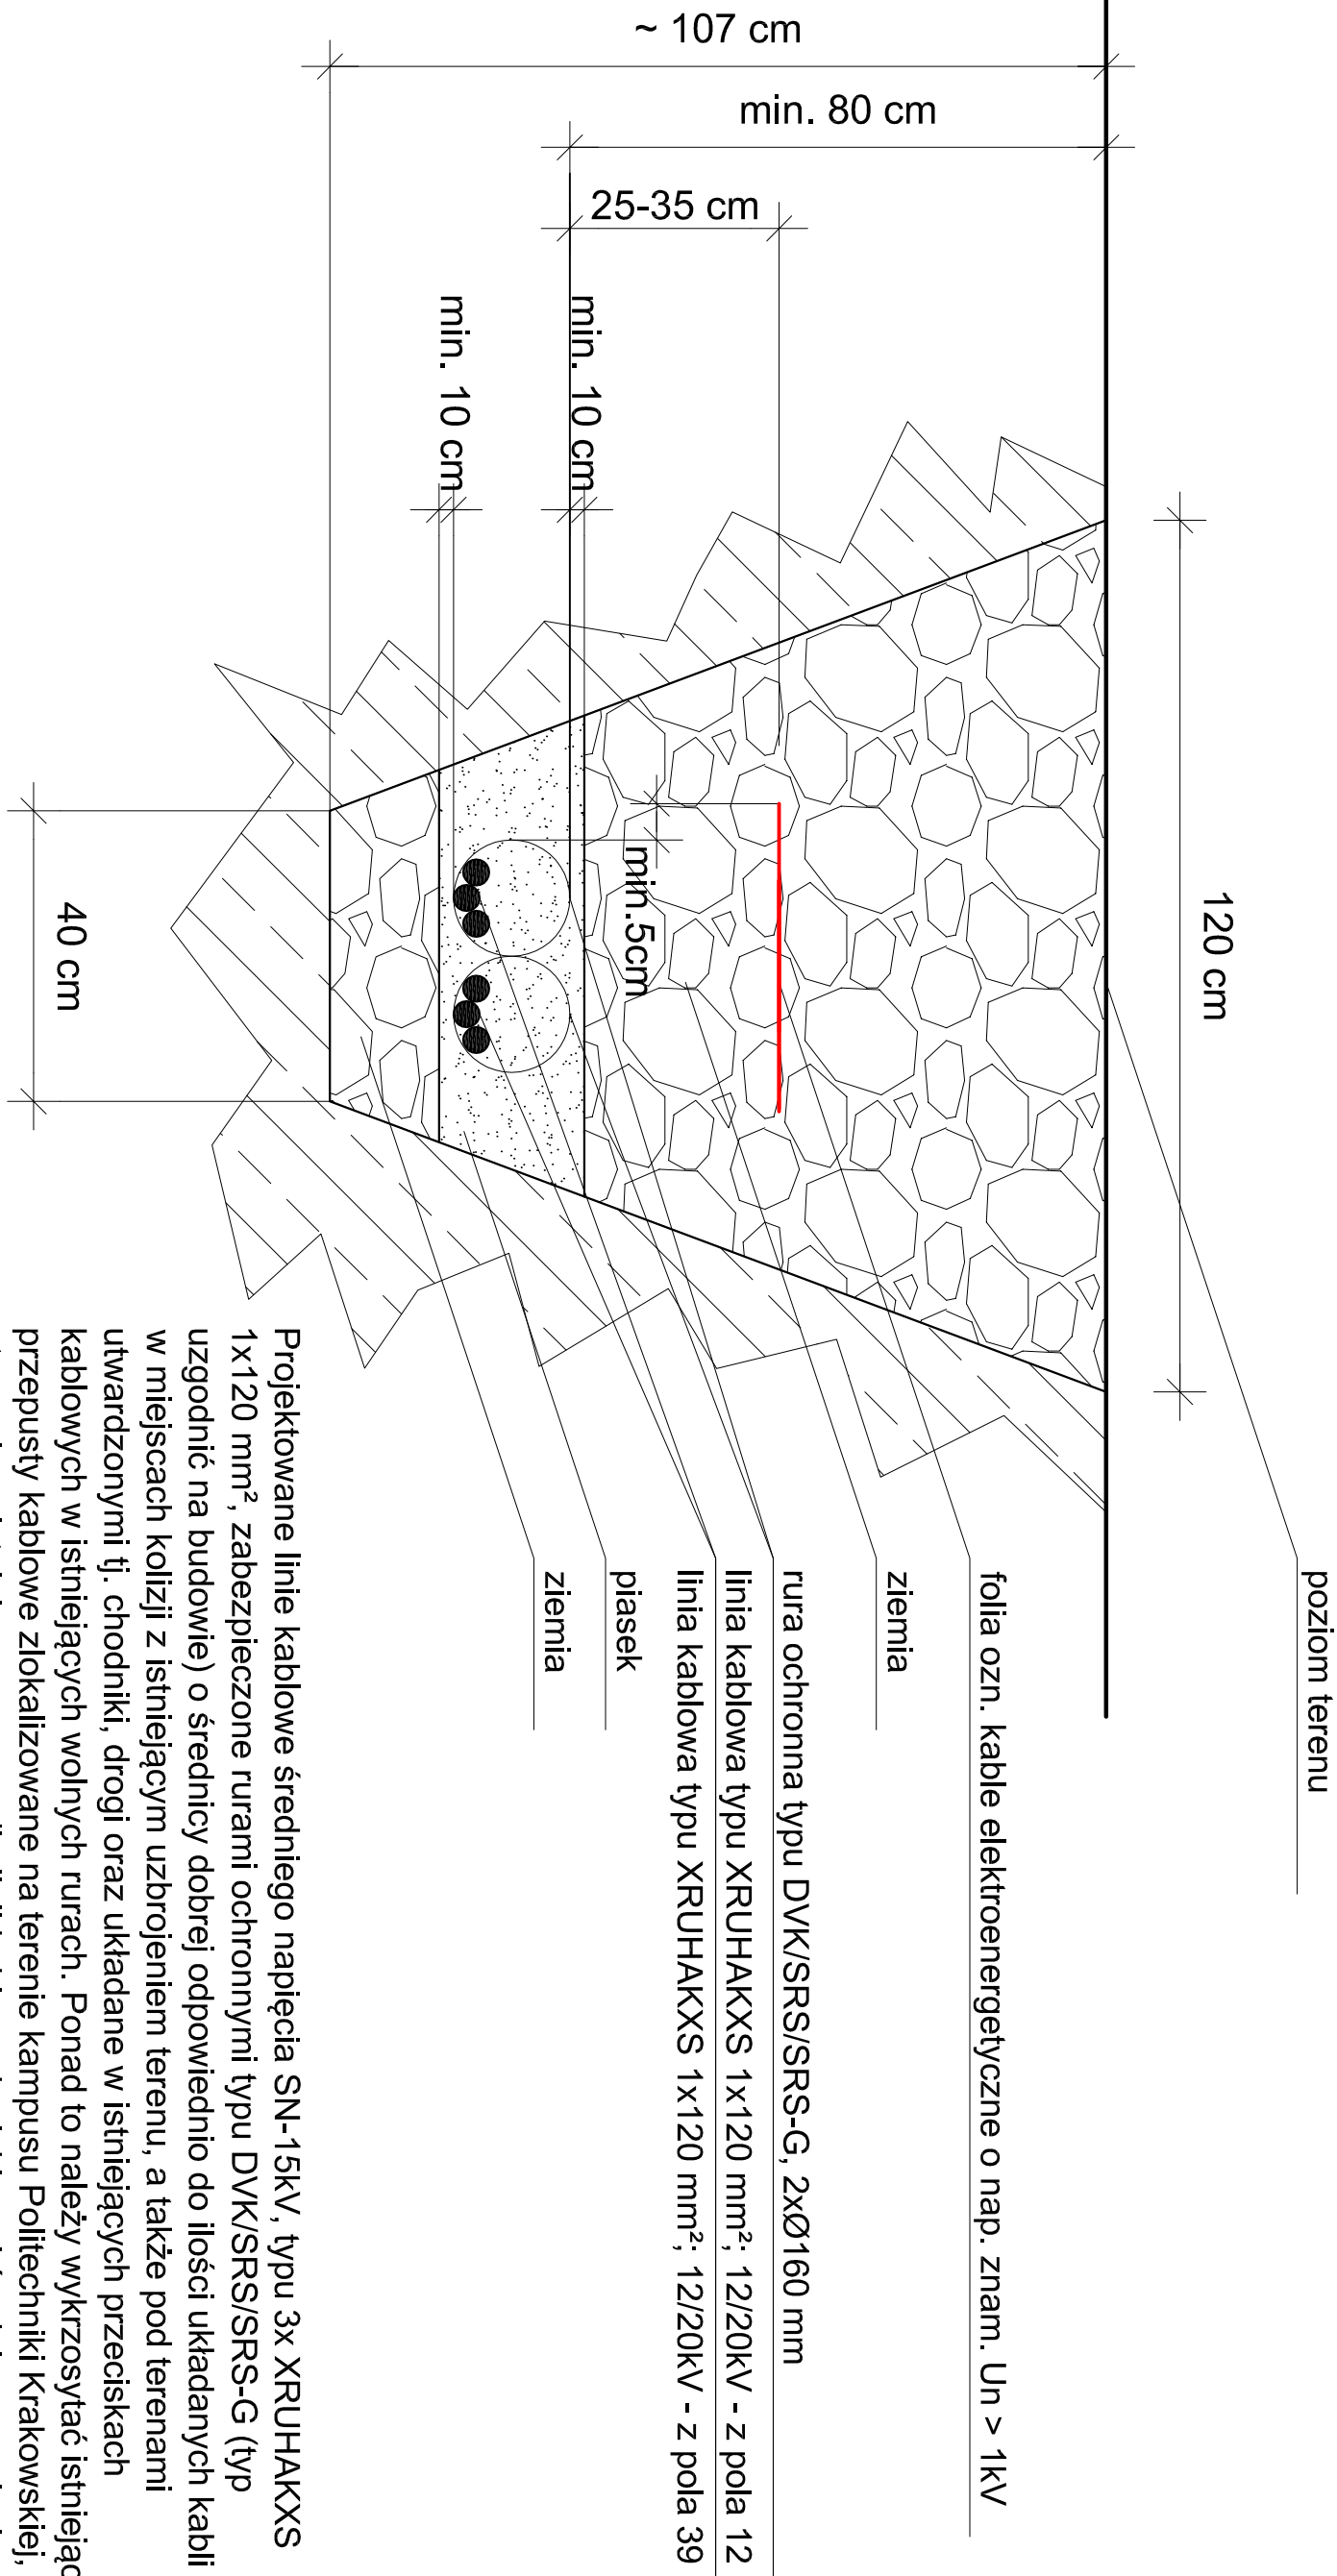 ~ 107 cm
min. 80 cm
25-35 cm
min. 10 cm
min. 10 cm
min.5cm
120 cm
40 cm
poziom terenu
folia ozn. kable elektroenergetyczne o nap. znam. Un > 1kV
ziemia
rura ochronna typu DVK/SRS/SRS-G, 2xØ160 mm
linia kablowa typu XRUHAKXS 1x120 mm²; 12/20kV - z pola 12
linia kablowa typu XRUHAKXS 1x120 mm²; 12/20kV - z pola 39
piasek
ziemia
Projektowane linie kablowe średniego napięcia SN-15kV, typu 3x XRUHAKXS
1x120 mm², zabezpieczone rurami ochronnymi typu DVK/SRS/SRS-G (typ
uzgodnić na budowie) o średnicy dobrej odpowiednio do ilości układanych kabli
w miejscach kolizji z istniejącym uzbrojeniem terenu, a także pod terenami
utwardzonymi tj. chodniki, drogi oraz układane w istniejących przeciskach
kablowych w istniejących wolnych rurach. Ponad to należy wykrzosytać istniejąc
przepusty kablowe zlokalizowane na terenie kampusu Politechniki Krakowskiej,